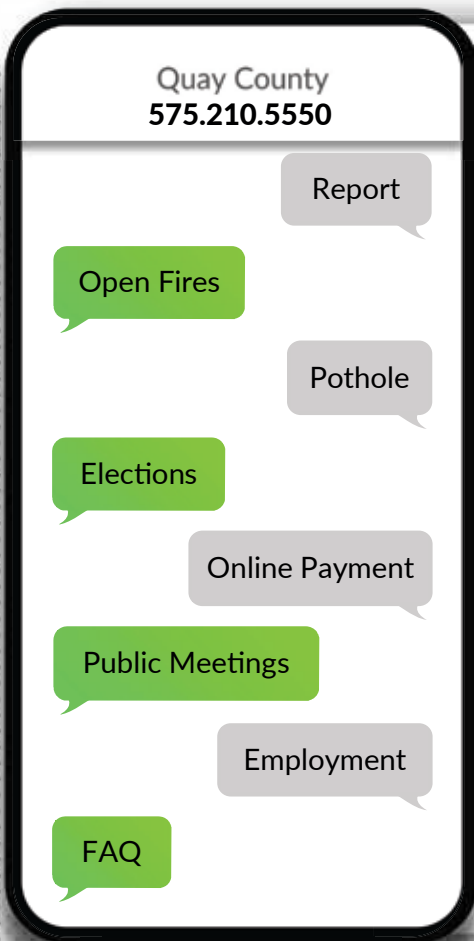 Quay County
575.210.5550
Report
Open Fires
Pothole
Elections
Online Payment
Public Meetings
Employment
FAQ